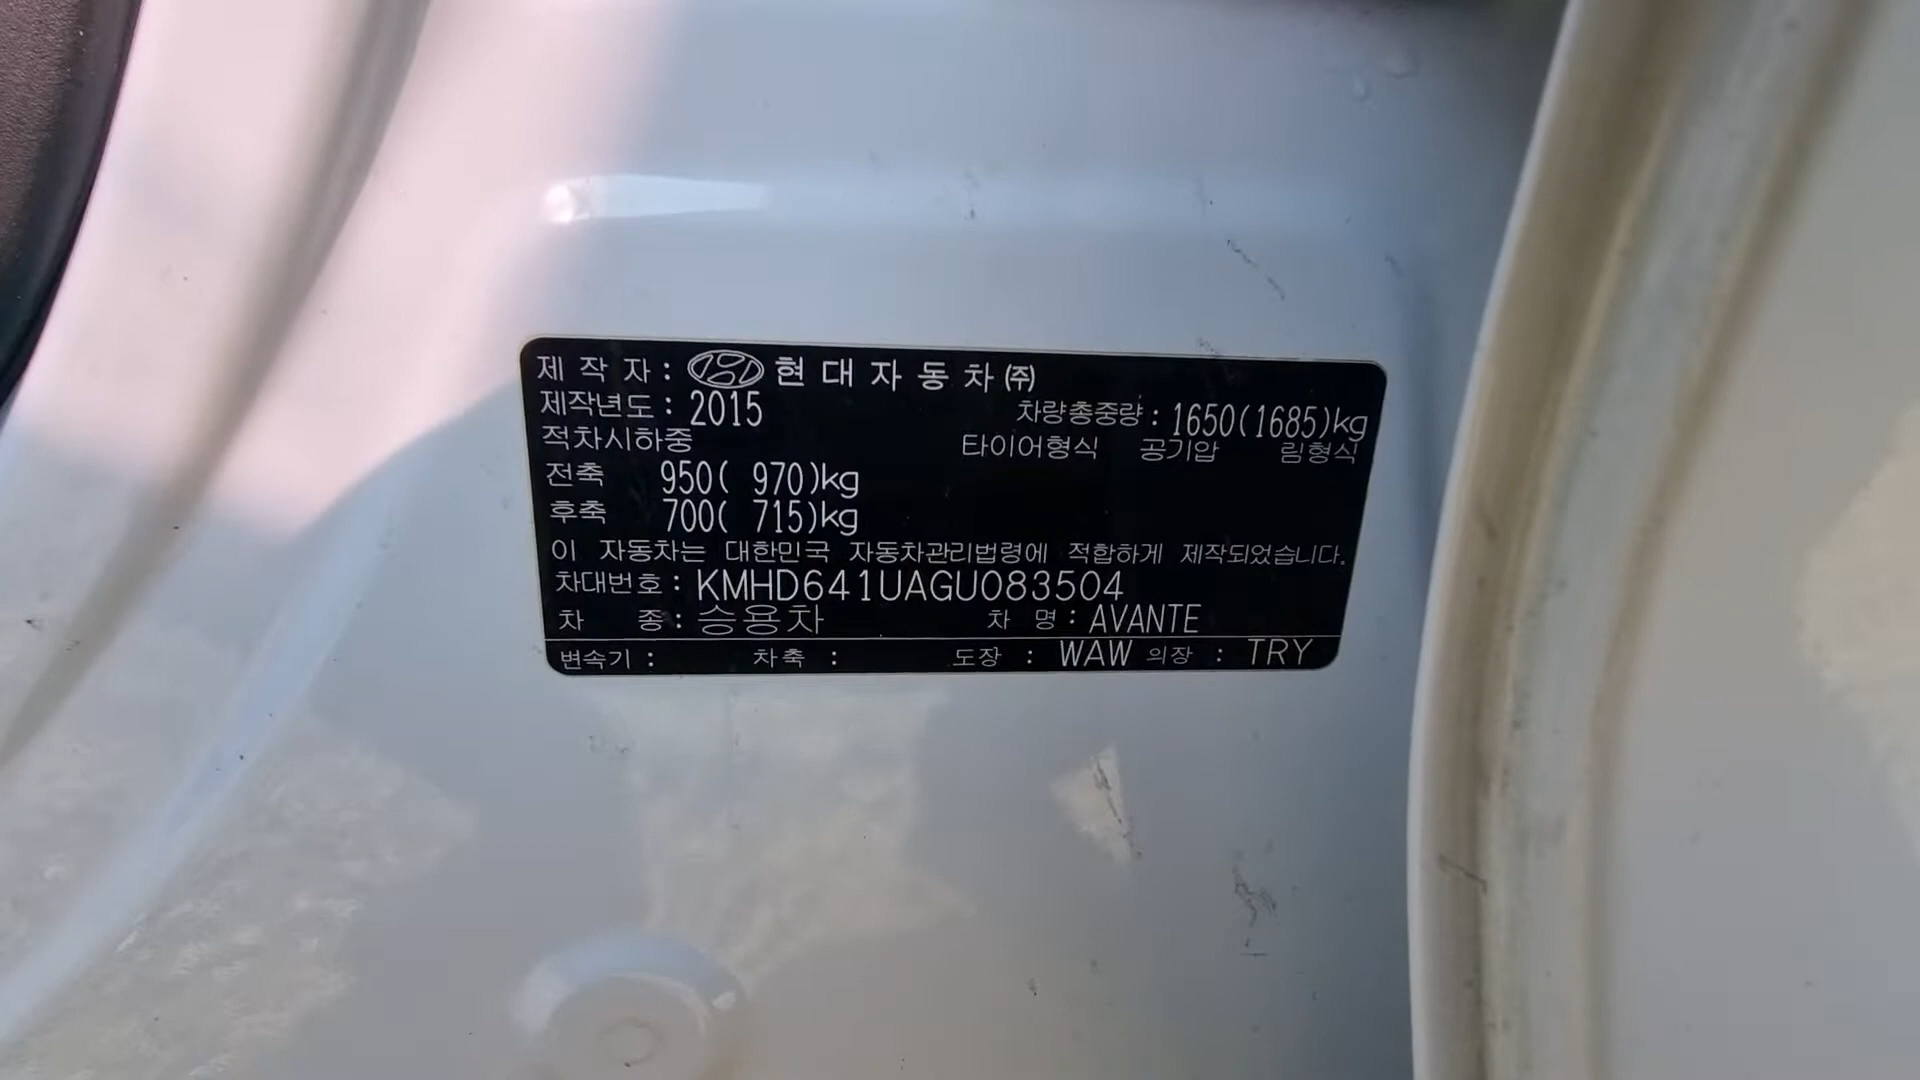 제 작 자 : 현 대 자 동 차 (주)
제작년도 : 2015 차량총중량 : 1650(1685)kg
적차시하중 타이어형식 공기압 림형식
전축 950( 970)kg
후축 700( 715)kg
이 자동차는 대한민국 자동차관리법령에 적합하게 제작되었습니다.
차대번호 : KMHD641UAGU083504
차 종 : 승용차 차 명 : AVANTE
변속기 : 차축 : 도장 : WAW 의장 : TRY